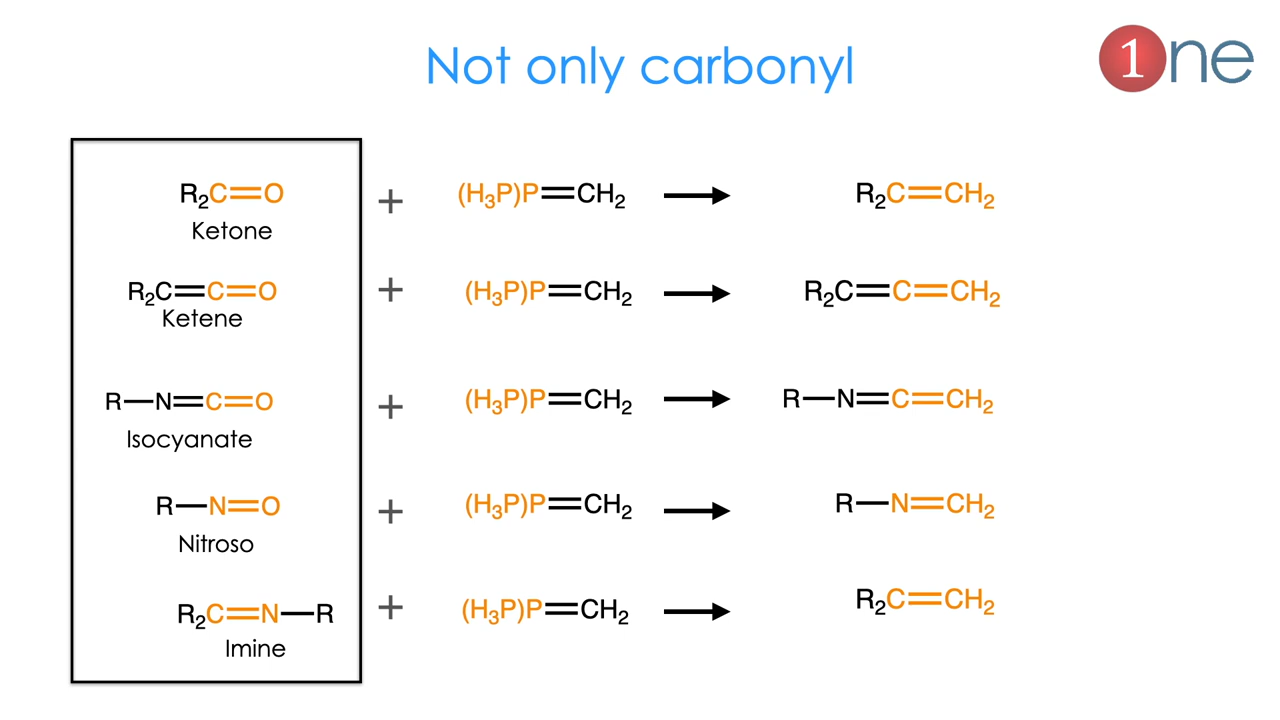 Not only carbonyl
1ne
R₂C=O + (H₃P)P=CH₂ → R₂C=CH₂
Ketone
R₂C=C=O + (H₃P)P=CH₂ → R₂C=C=CH₂
Ketene
R—N=C=O + (H₃P)P=CH₂ → R—N=C=CH₂
Isocyanate
R—N=O + (H₃P)P=CH₂ → R—N=CH₂
Nitroso
R₂C=N—R + (H₃P)P=CH₂ → R₂C=CH₂
Imine